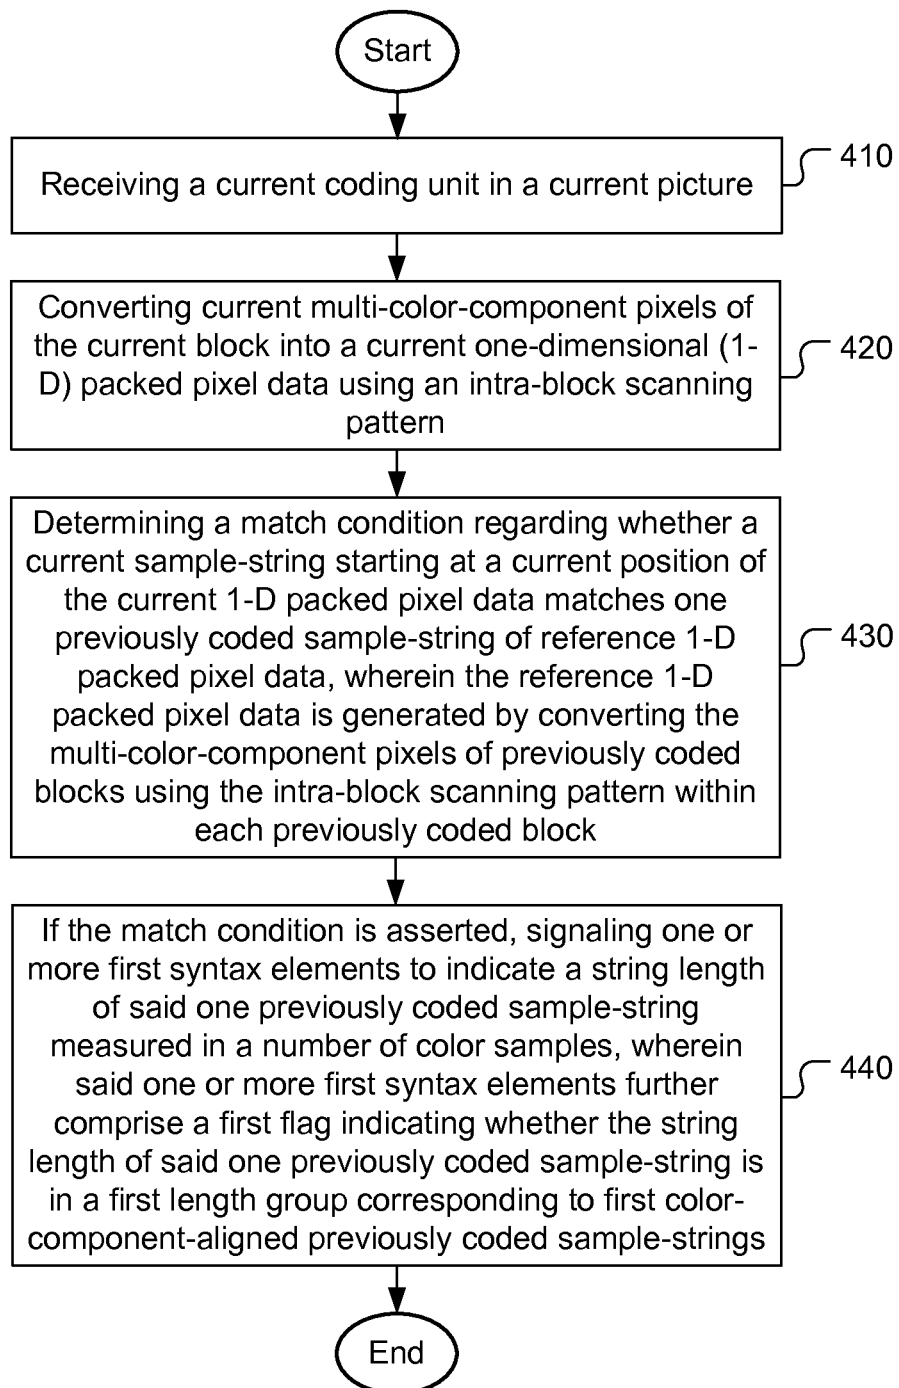 Start
Receiving a current coding unit in a current picture
410
Converting current multi-color-component pixels of
the current block into a current one-dimensional (1-
D) packed pixel data using an intra-block scanning
pattern
420
Determining a match condition regarding whether a
current sample-string starting at a current position of
the current 1-D packed pixel data matches one
previously coded sample-string of reference 1-D
packed pixel data, wherein the reference 1-D
packed pixel data is generated by converting the
multi-color-component pixels of previously coded
blocks using the intra-block scanning pattern within
each previously coded block
430
If the match condition is asserted, signaling one or
more first syntax elements to indicate a string length
of said one previously coded sample-string
measured in a number of color samples, wherein
said one or more first syntax elements further
comprise a first flag indicating whether the string
length of said one previously coded sample-string is
in a first length group corresponding to first color-
component-aligned previously coded sample-strings
440
End